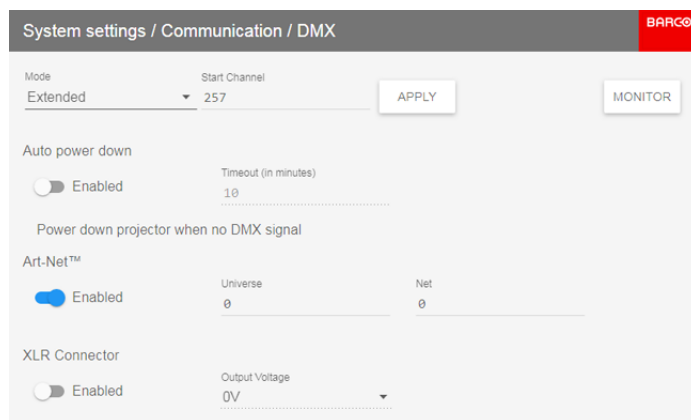 System settings / Communication / DMX
BARCO
Mode
Start Channel
Extended
257
APPLY
MONITOR
Auto power down
Enabled
Timeout (in minutes)
10
Power down projector when no DMX signal
Art-Net™
Enabled
Universe
0
Net
0
XLR Connector
Enabled
Output Voltage
0V